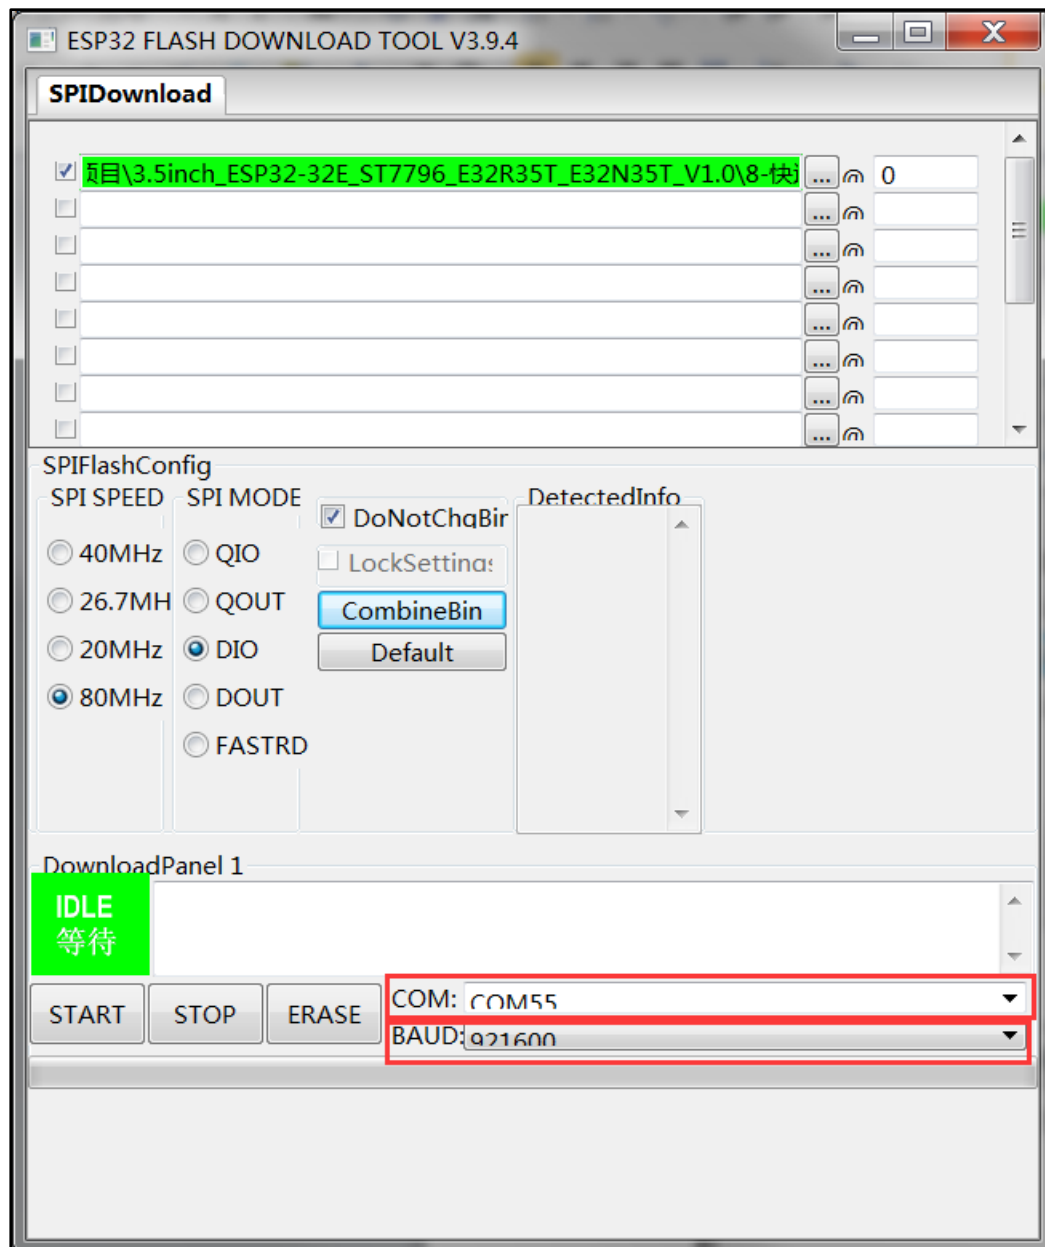 ESP32 FLASH DOWNLOAD TOOL V3.9.4
SPIDownload
项目\3.5inch_ESP32-32E_ST7796_E32R35T_E32N35T_V1.0\8-快 ... @ 0
... @
... @
... @
... @
... @
... @
... @
SPIFlashConfig
SPI SPEED SPI MODE DetectedInfo
DoNotChgBin
40MHz QIO
LockSettings
26.7MH QOUT
CombineBin
20MHz DIO
Default
80MHz DOUT
FASTRD
DownloadPanel 1
IDLE
等待
START STOP ERASE
COM: COM55
BAUD: 921600